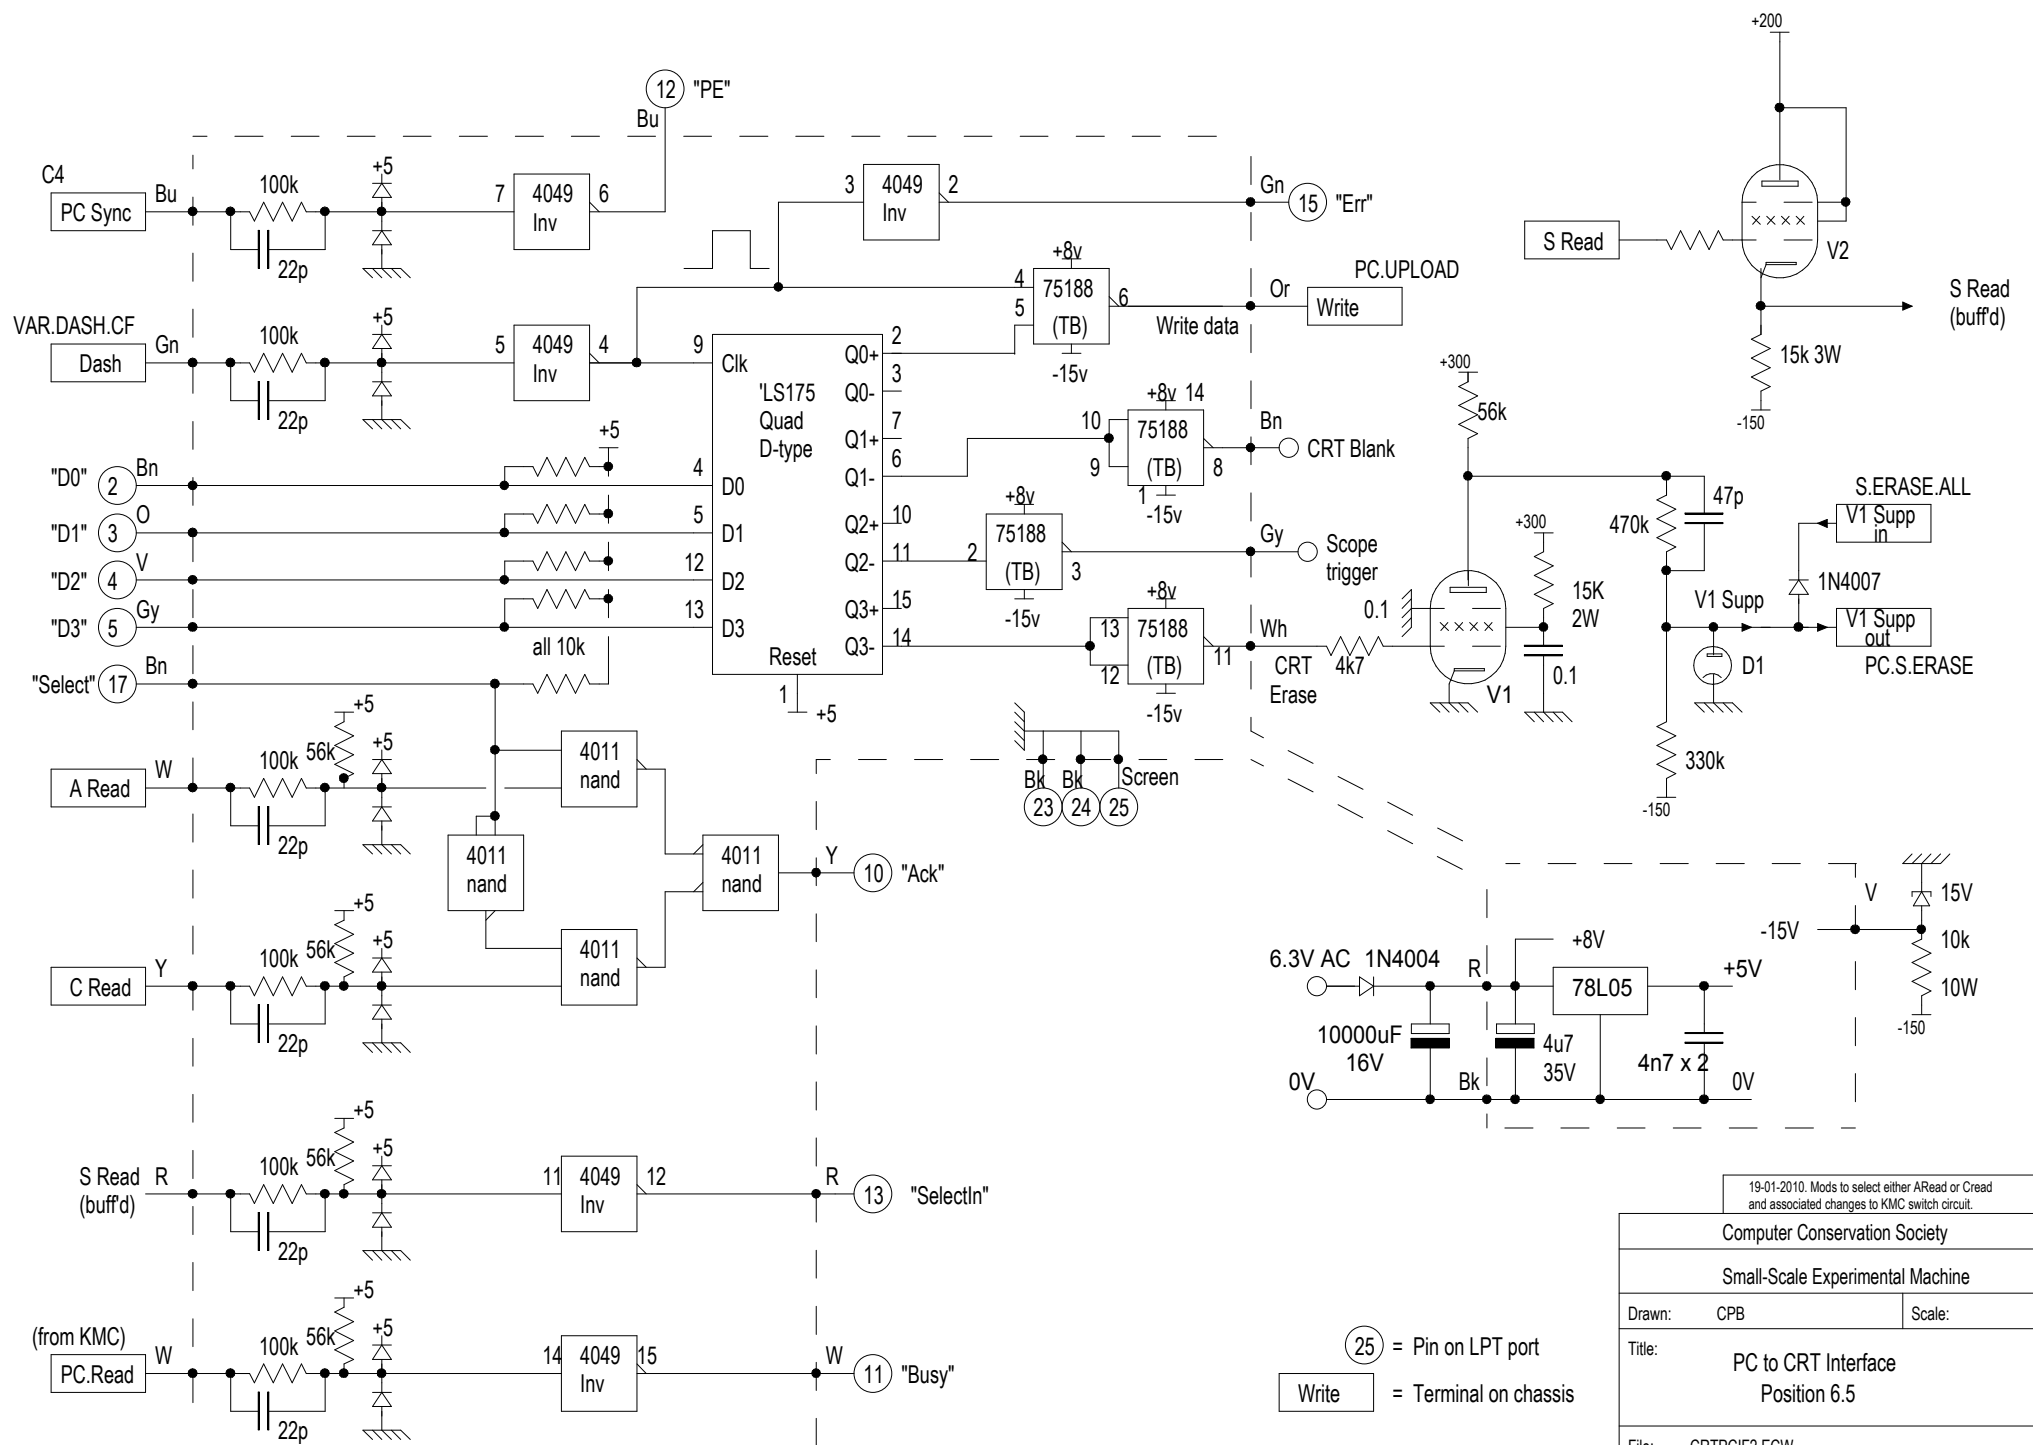 +200
12 "PE"
Bu
C4
PC Sync
Bu
100k
22p
+5
7
4049
Inv
6
3
4049
Inv
2
Gn
15 "Err"
S Read
V2
S Read
(buff'd)
15k 3W
-150
VAR.DASH.CF
Dash
Gn
100k
22p
+5
5
4049
Inv
4
9
Clk
'LS175
Quad
D-type
Q0+
2
Q0-
3
Q1+
7
Q1-
6
Q2+
10
Q2-
11
Q3+
15
Q3-
14
Reset
1
+5
+8v
4
5
75188
(TB)
6
-15v
Write data
Or
PC.UPLOAD
Write
+8v 14
10
9
75188
(TB)
8
1
-15v
Bn
CRT Blank
+8v
2
75188
(TB)
3
-15v
Gy
Scope
trigger
+8v
13
12
75188
(TB)
11
-15v
Wh
CRT
Erase
4k7
+5
"D0" 2 Bn
4
D0
"D1" 3 O
5
D1
"D2" 4 V
12
D2
"D3" 5 Gy
13
D3
all 10k
"Select" 17 Bn
+300
56k
0.1
V1
+300
15K
2W
0.1
470k
47p
330k
-150
V1 Supp
D1
1N4007
S.ERASE.ALL
V1 Supp
in
V1 Supp
out
PC.S.ERASE
A Read
W
100k
22p
56k
+5
+5
4011
nand
4011
nand
4011
nand
4011
nand
Y
10 "Ack"
C Read
Y
100k
22p
56k
+5
+5
Bk
Bk
Screen
23 24 25
6.3V AC 1N4004
R
+8V
78L05
+5V
10000uF
16V
4u7
35V
4n7 x 2
0V
Bk
0V
-15V
V
15V
10k
10W
-150
S Read
(buff'd)
R
100k
22p
56k
+5
+5
11
4049
Inv
12
R
13 "SelectIn"
(from KMC)
PC.Read
W
100k
22p
56k
+5
+5
14
4049
Inv
15
W
11 "Busy"
25 = Pin on LPT port
Write = Terminal on chassis
19-01-2010. Mods to select either ARead or Cread
and associated changes to KMC switch circuit.
Computer Conservation Society
Small-Scale Experimental Machine
Drawn: CPB Scale:
Title:
PC to CRT Interface
Position 6.5